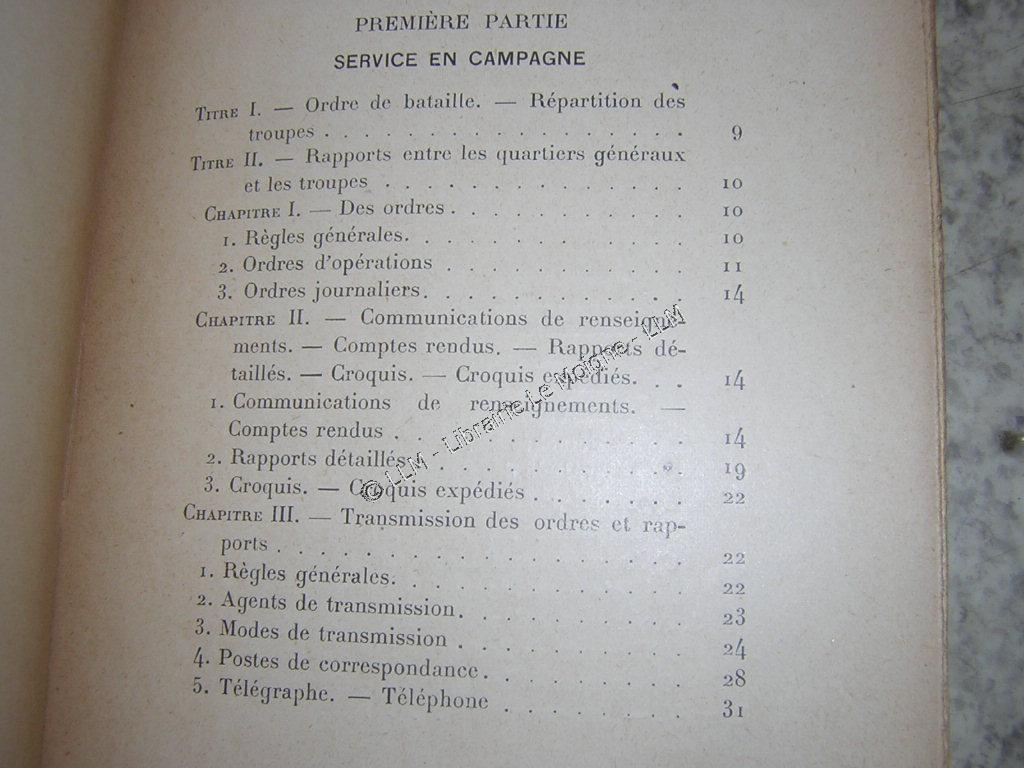 PREMIÈRE PARTIE
SERVICE EN CAMPAGNE
TITRE I. — Ordre de bataille. — Répartition des
troupes . . . . . . . . . . . . . . . . 9
TITRE II. — Rapports entre les quartiers généraux
et les troupes . . . . . . . . . . . . . . 10
CHAPITRE I. — Des ordres . . . . . . . . . . . 10
1. Règles générales. . . . . . . . . . . . . 10
2. Ordres d'opérations . . . . . . . . . . . 11
3. Ordres journaliers. . . . . . . . . . . . 14
CHAPITRE II. — Communications de renseigne-
ments. — Comptes rendus. — Rapports dé-
taillés. — Croquis. — Croquis expédiés. . . 14
1. Communications de renseignements. —
Comptes rendus . . . . . . . . . . . . . 14
2. Rapports détaillés. . . . . . . . . . . . 19
3. Croquis. — Croquis expédiés . . . . . . . 22
CHAPITRE III. — Transmission des ordres et rap-
ports . . . . . . . . . . . . . . . . . . 22
1. Règles générales. . . . . . . . . . . . . 22
2. Agents de transmission. . . . . . . . . . 23
3. Modes de transmission . . . . . . . . . . 24
4. Postes de correspondance. . . . . . . . . 28
5. Télégraphe. — Téléphone . . . . . . . . . 31
© LLM - Librairie Le Moigne - LLM